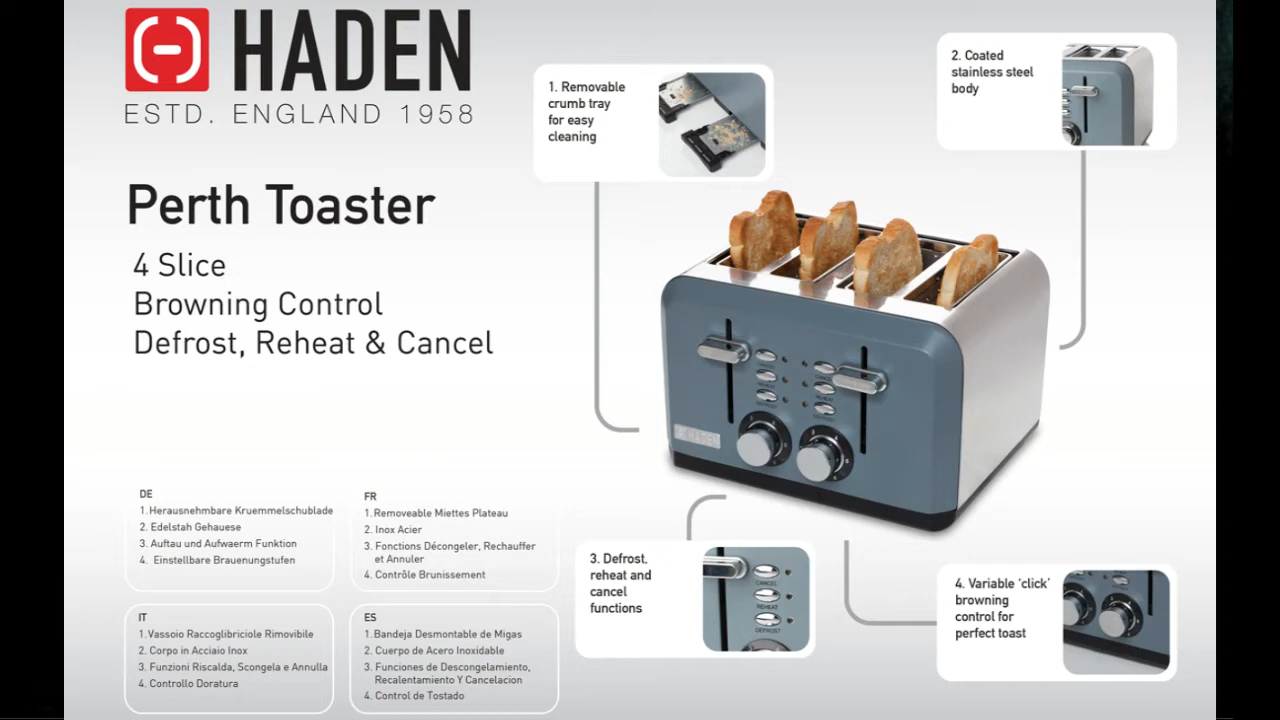 HADEN
ESTD. ENGLAND 1958
Perth Toaster
4 Slice
Browning Control
Defrost, Reheat & Cancel
1. Removable
crumb tray
for easy
cleaning
2. Coated
stainless steel
body
HADEN
CANCEL
REHEAT
DEFROST
REHEAT
3. Defrost,
reheat and
cancel
functions
CANCEL
REHEAT
DEFROST
4. Variable ‘click’
browning
control for
perfect toast
DE
1. Herausnehmbare Kruemmelschublade
2. Edelstah Gehauese
3. Auftau und Aufwaerm Funktion
4. Einstellbare Brauenungstufen
FR
1. Removeable Miettes Plateau
2. Inox Acier
3. Fonctions Décongeler, Rechauffer
et Annuler
4. Contrôle Brunissement
IT
1. Vassoio Raccoglibriciole Rimovibile
2. Corpo in Acciaio Inox
3. Funzioni Riscalda, Scongela e Annulla
4. Controllo Doratura
ES
1. Bandeja Desmontable de Migas
2. Cuerpo de Acero Inoxidable
3. Funciones de Descongelamiento,
Recalentamiento Y Cancelacion
4. Control de Tostado